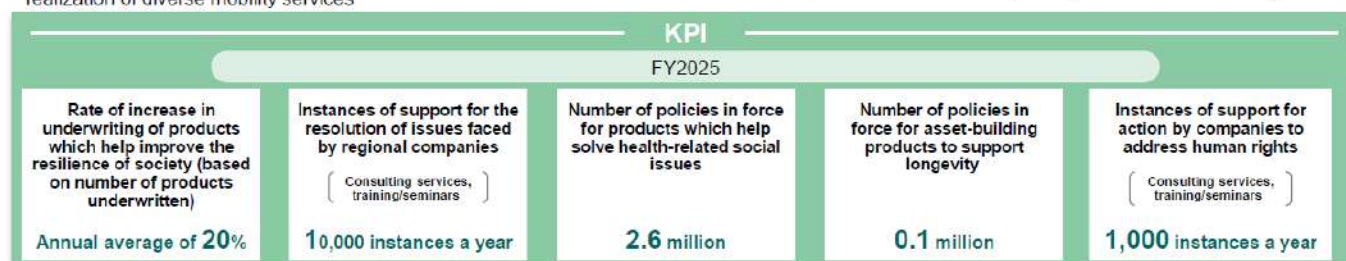 realization of diverse mobility services
KPI
FY2025
Rate of increase in
underwriting of products
which help improve the
resilience of society (based
on number of products
underwritten)
Annual average of 20%
Instances of support for the
resolution of issues faced
by regional companies
Consulting services,
training/seminars
10,000 instances a year
Number of policies in force
for products which help
solve health-related social
issues
2.6 million
Number of policies in
force for asset-building
products to support
longevity
0.1 million
Instances of support for
action by companies to
address human rights
Consulting services,
training/seminars
1,000 instances a year